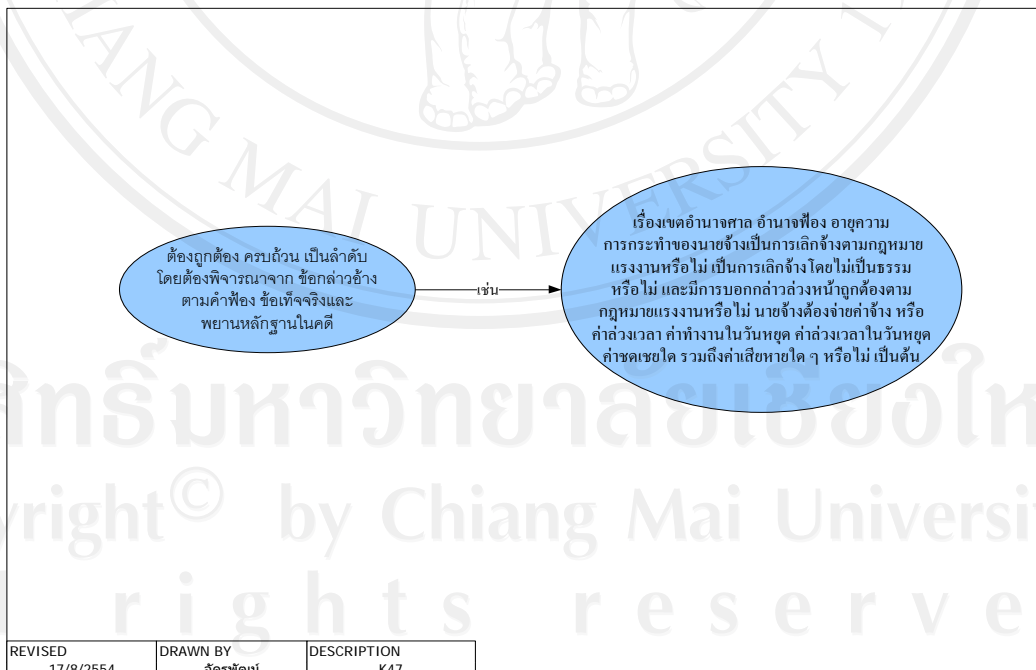 ต้องถูกต้อง ครบถ้วน เป็นลำดับ
โดยต้องพิจารณาจาก ข้อกล่าวอ้าง
ตามคำฟ้อง ข้อเท็จจริงและ
พยานหลักฐานในคดี
เช่น
เรื่องเขตอำนาจศาล อำนาจฟ้อง อายุความ
การกระทำของนายจ้างเป็นการเลิกจ้างตามกฎหมาย
แรงงานหรือไม่ เป็นการเลิกจ้างโดยไม่เป็นธรรม
หรือไม่ และมีการบอกกล่าวล่วงหน้าถูกต้องตาม
กฎหมายแรงงานหรือไม่ นายจ้างต้องจ่ายค่าจ้าง หรือ
ค่าล่วงเวลา ค่าทำงานในวันหยุด ค่าล่วงเวลาในวันหยุด
ค่าชดเชยใด รวมถึงค่าเสียหายใด ๆ หรือไม่ เป็นต้น
CHIANG MAI UNIVERSITY
มหาวิทยาลัยเชียงใหม่
© by Chiang Mai
rights
REVISED DRAWN BY DESCRIPTION
17/8/2554 K47